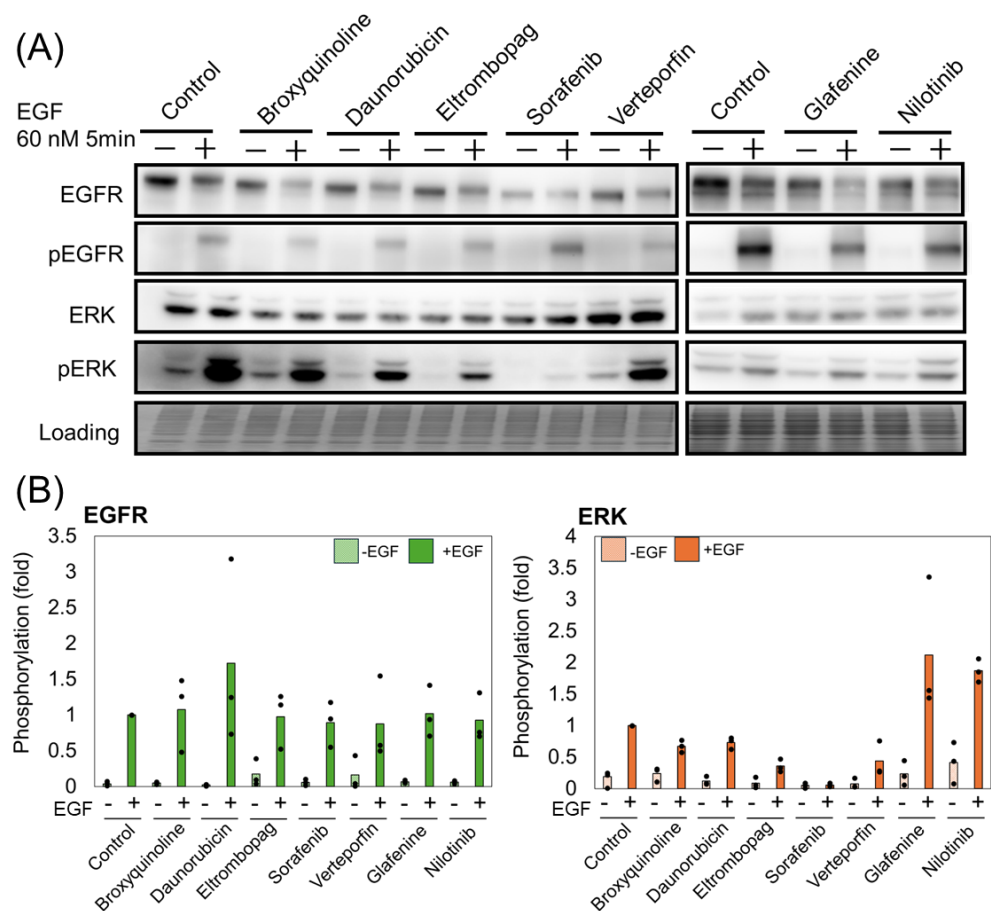 (A)
Control Broxyquinoline Daunorubicin Eltrombopag Sorafenib Verteporfin Control Glafenine Nilotinib
EGF
60 nM 5min
− + − + − + − + − + − + − + − + − +
EGFR
pEGFR
ERK
pERK
Loading
(B)
EGFR
Phosphorylation (fold)
3.5
3
2.5
2
1.5
1
0.5
0
-EGF +EGF
EGF - + - + - + - + - + - + - + - +
Control Broxyquinoline Daunorubicin Eltrombopag Sorafenib Verteporfin Glafenine Nilotinib
ERK
Phosphorylation (fold)
4
3.5
3
2.5
2
1.5
1
0.5
0
-EGF +EGF
EGF - + - + - + - + - + - + - + - +
Control Broxyquinoline Daunorubicin Eltrombopag Sorafenib Verteporfin Glafenine Nilotinib